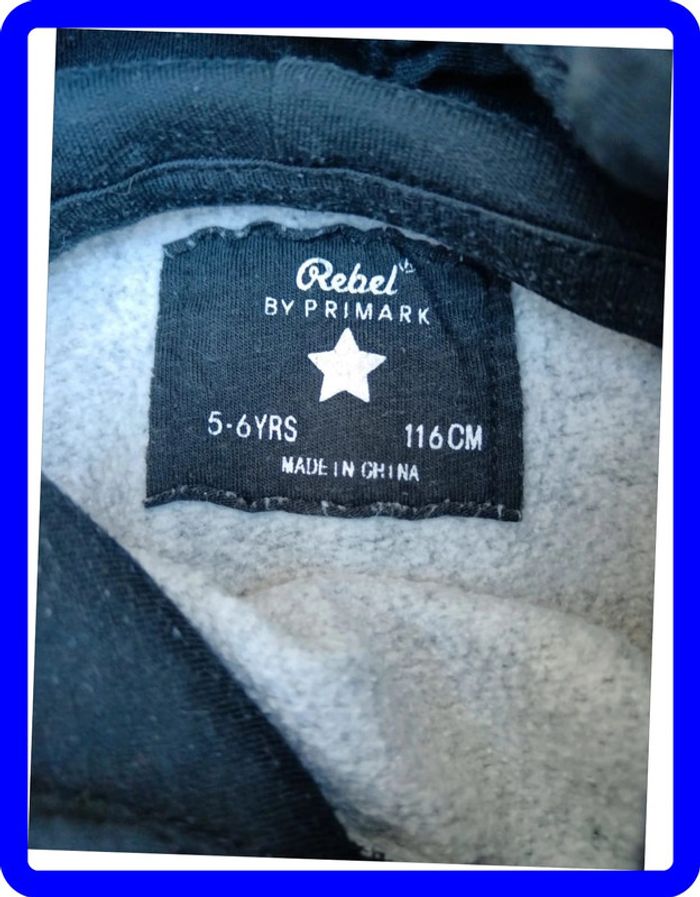 Rebel
BY PRIMARK
5-6YRS 116CM
MADE IN CHINA